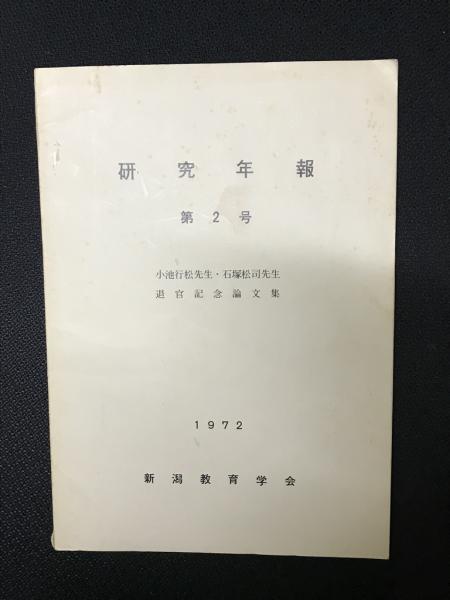 研究年報
第2号
小池行松先生・石塚松司先生
退官記念論文集
1972
新潟教育学会